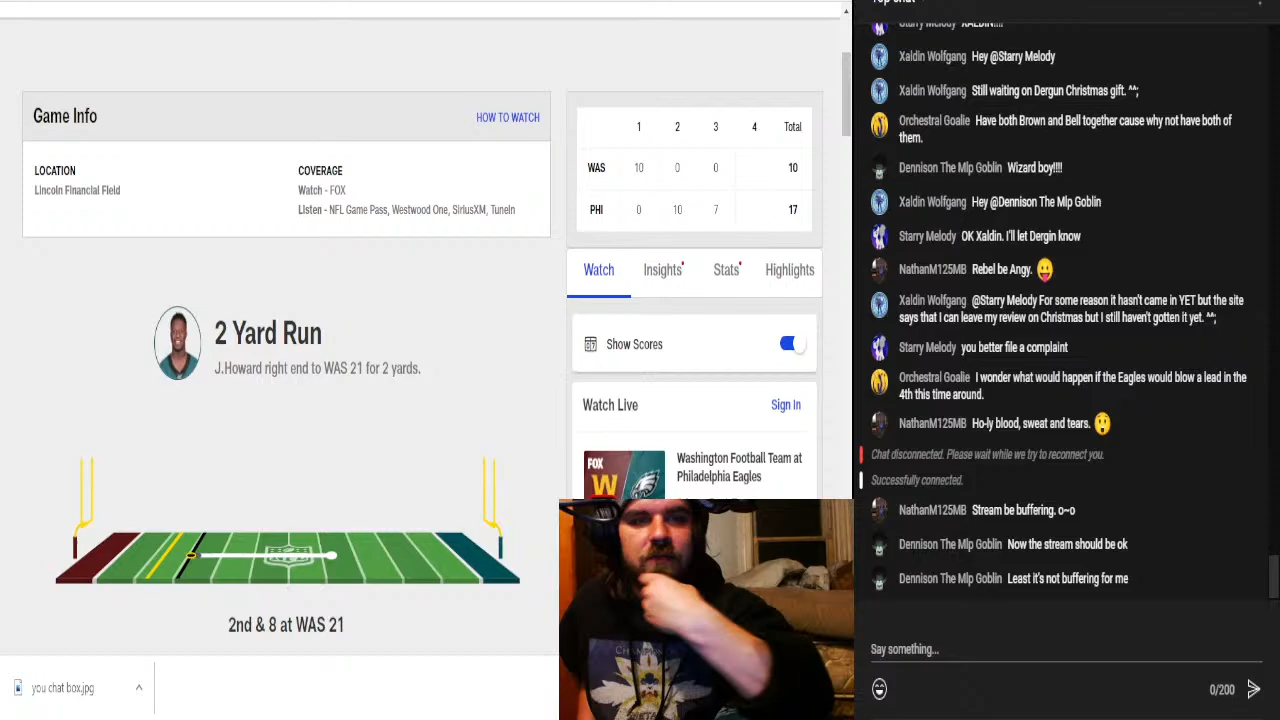 Game Info
HOW TO WATCH
LOCATION
Lincoln Financial Field
COVERAGE
Watch - FOX
Listen - NFL Game Pass, Westwood One, SiriusXM, TuneIn
2 Yard Run
J.Howard right end to WAS 21 for 2 yards.
2nd & 8 at WAS 21
you chat box.jpg
1 2 3 4 Total
WAS 10 0 0 10
PHI 0 10 7 17
Watch Insights Stats Highlights
Show Scores
Watch Live Sign In
FOX
W
Washington Football Team at
Philadelphia Eagles
Starry Melody XALDIN!!!!
Xaldin Wolfgang Hey @Starry Melody
Xaldin Wolfgang Still waiting on Dergun Christmas gift. ^^;
Orchestral Goalie Have both Brown and Bell together cause why not have both of
them.
Dennison The Mlp Goblin Wizard boy!!!!
Xaldin Wolfgang Hey @Dennison The Mlp Goblin
Starry Melody OK Xaldin. I'll let Dergin know
NathanM125MB Rebel be Angy. 😛
Xaldin Wolfgang @Starry Melody For some reason it hasn't came in YET but the site
says that I can leave my review on Christmas but I still haven't gotten it yet. ^^;
Starry Melody you better file a complaint
Orchestral Goalie I wonder what would happen if the Eagles would blow a lead in the
4th this time around.
NathanM125MB Ho-ly blood, sweat and tears. 😲
Chat disconnected. Please wait while we try to reconnect you.
Successfully connected.
NathanM125MB Stream be buffering. o~o
Dennison The Mlp Goblin Now the stream should be ok
Dennison The Mlp Goblin Least it's not buffering for me
Say something...
0/200